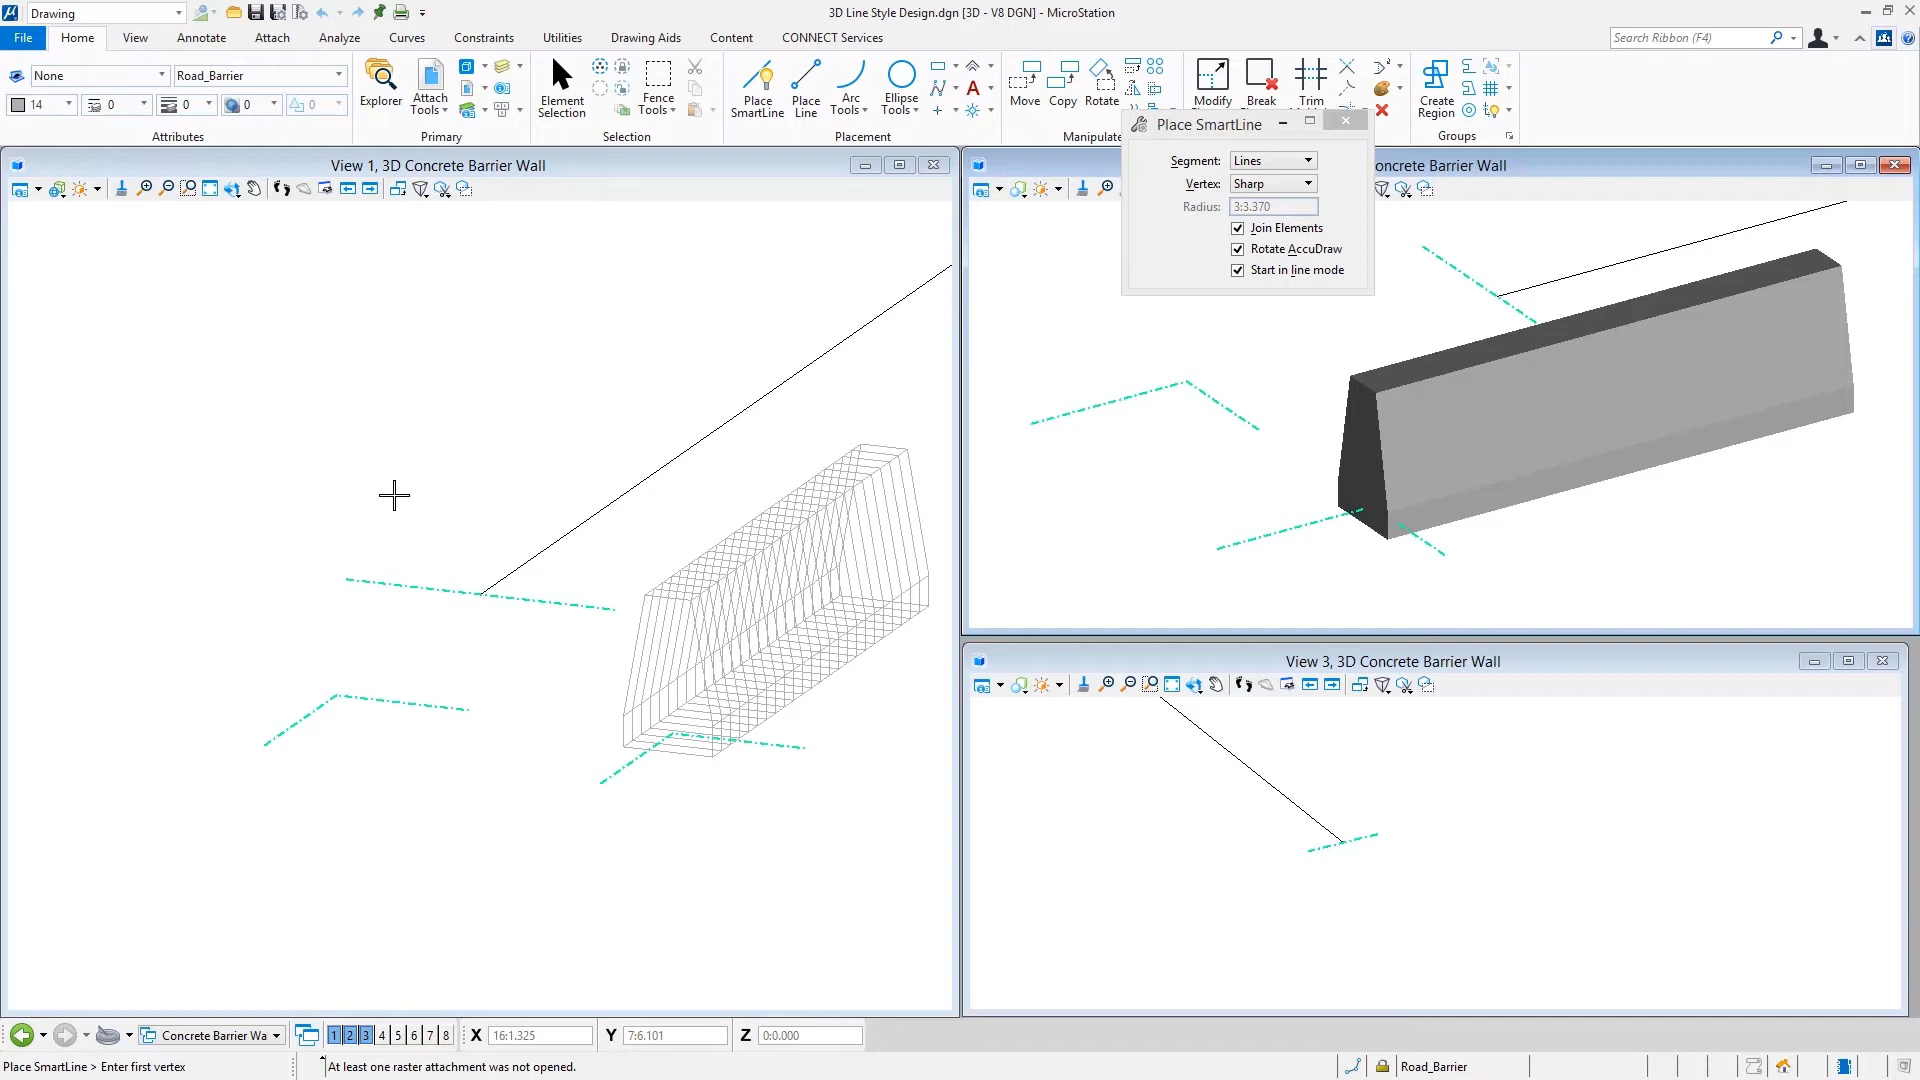 Drawing
3D Line Style Design.dgn [3D - V8 DGN] - MicroStation
File Home View Annotate Attach Analyze Curves Constraints Utilities Drawing Aids Content CONNECT Services
Search Ribbon (F4)
None Road_Barrier
14 0 0 0 0
Attributes
Explorer
Attach Tools
Primary
Element Selection
Fence Tools
Selection
Place SmartLine
Place Line
Arc Tools
Ellipse Tools
Placement
Move Copy Rotate
Manipulate
Modify Break Trim
Create Region
Groups
Place SmartLine
Segment: Lines
Vertex: Sharp
Radius: 3:3.370
Join Elements
Rotate AccuDraw
Start in line mode
View 1, 3D Concrete Barrier Wall
oncrete Barrier Wall
View 3, 3D Concrete Barrier Wall
Concrete Barrier Wa 1 2 3 4 5 6 7 8 X 16:1.325 Y 7:6.101 Z 0:0.000
Place SmartLine > Enter first vertex
At least one raster attachment was not opened.
Road_Barrier